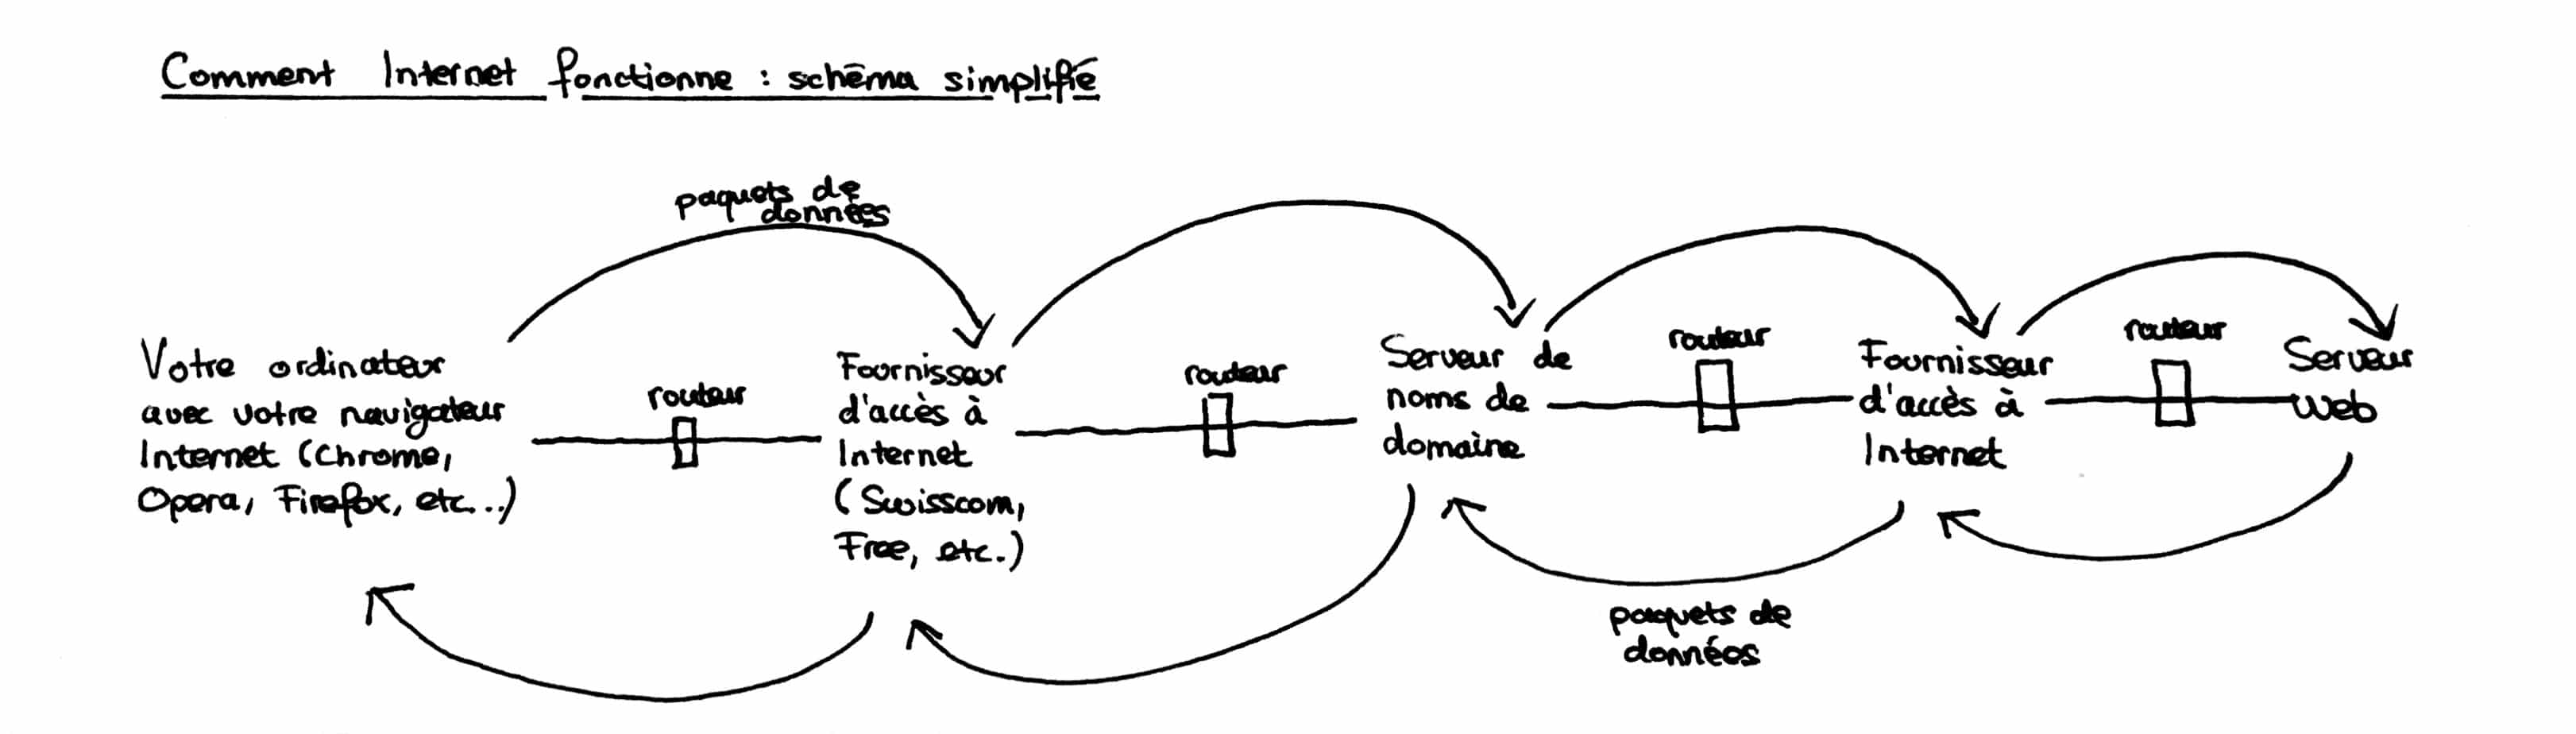 Comment Internet fonctionne : schéma simplifié
paquets de
données
Votre ordinateur
avec votre navigateur
Internet (Chrome,
Opera, Firefox, etc...)
routeur
Fournisseur
d'accès à
Internet
(Swisscom,
Free, etc.)
routeur
Serveur de
noms de
domaine
routeur
Fournisseur
d'accès à
Internet
routeur
Serveur
web
paquets de
données